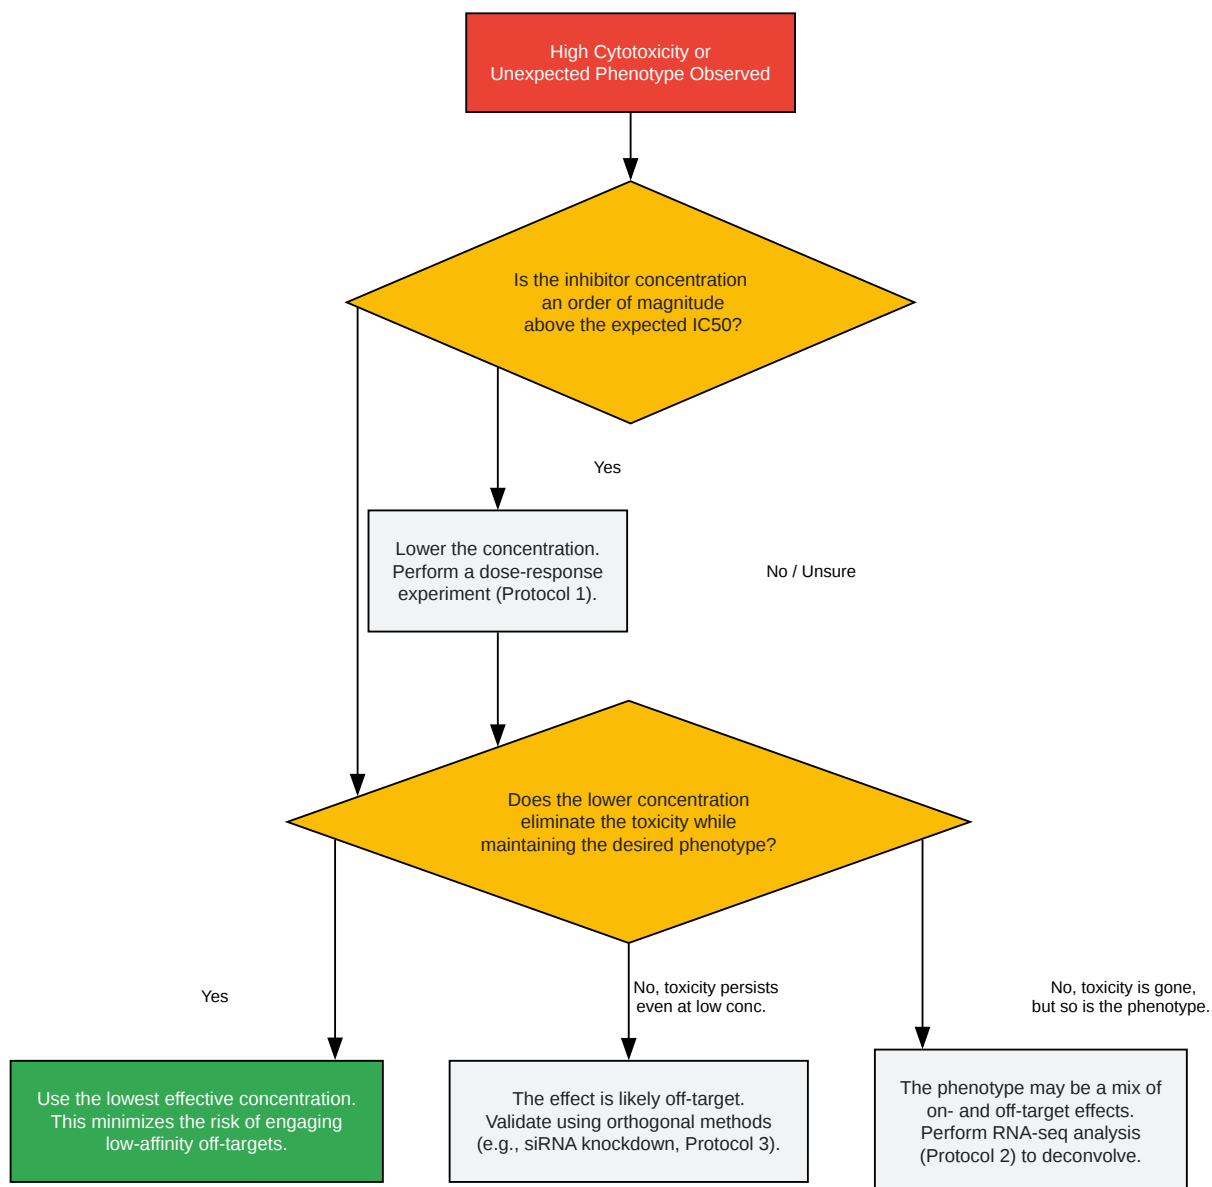 High Cytotoxicity or
Unexpected Phenotype Observed
Is the inhibitor concentration
an order of magnitude
above the expected IC50?
Yes
Lower the concentration.
Perform a dose-response
experiment (Protocol 1).
No / Unsure
Does the lower concentration
eliminate the toxicity while
maintaining the desired phenotype?
Yes
No, toxicity persists
even at low conc.
No, toxicity is gone,
but so is the phenotype.
Use the lowest effective concentration.
This minimizes the risk of engaging
low-affinity off-targets.
The effect is likely off-target.
Validate using orthogonal methods
(e.g., siRNA knockdown, Protocol 3).
The phenotype may be a mix of
on- and off-target effects.
Perform RNA-seq analysis
(Protocol 2) to deconvolve.